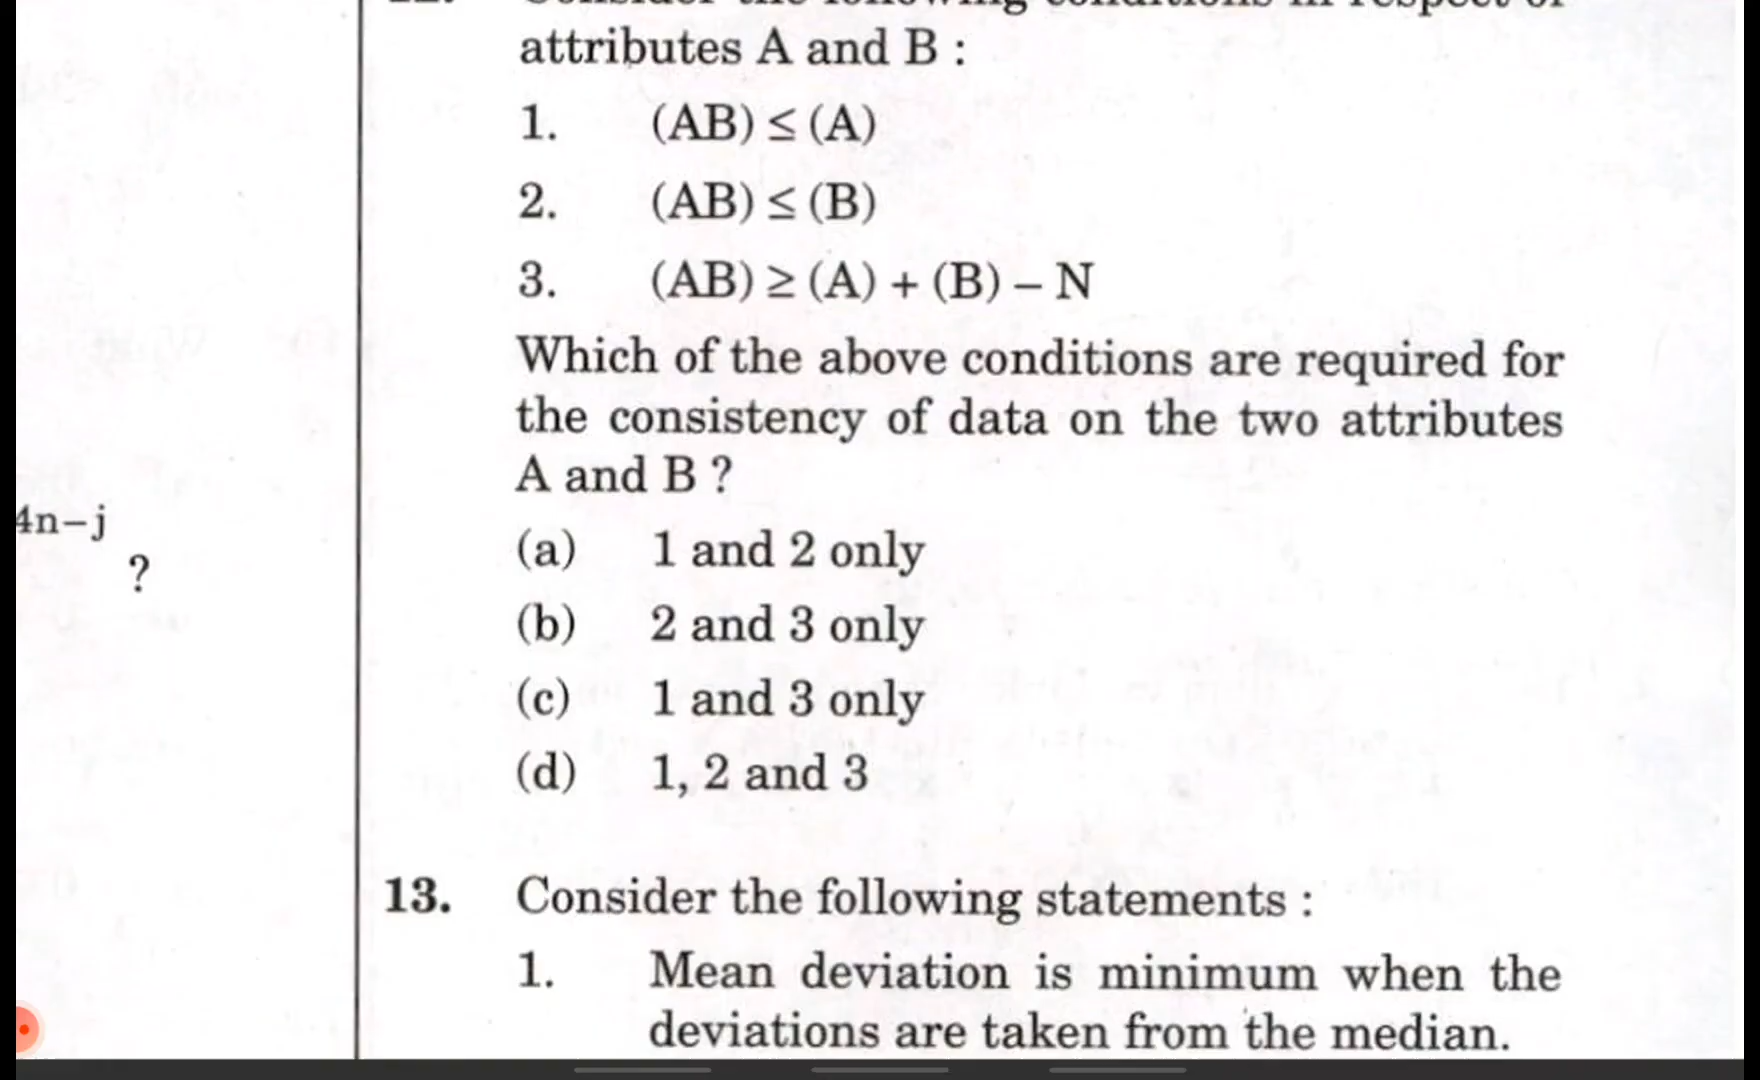 4n–j
?
attributes A and B :
1. (AB) ≤ (A)
2. (AB) ≤ (B)
3. (AB) ≥ (A) + (B) – N
Which of the above conditions are required for
the consistency of data on the two attributes
A and B ?
(a) 1 and 2 only
(b) 2 and 3 only
(c) 1 and 3 only
(d) 1, 2 and 3
13. Consider the following statements :
1. Mean deviation is minimum when the
deviations are taken from the median.